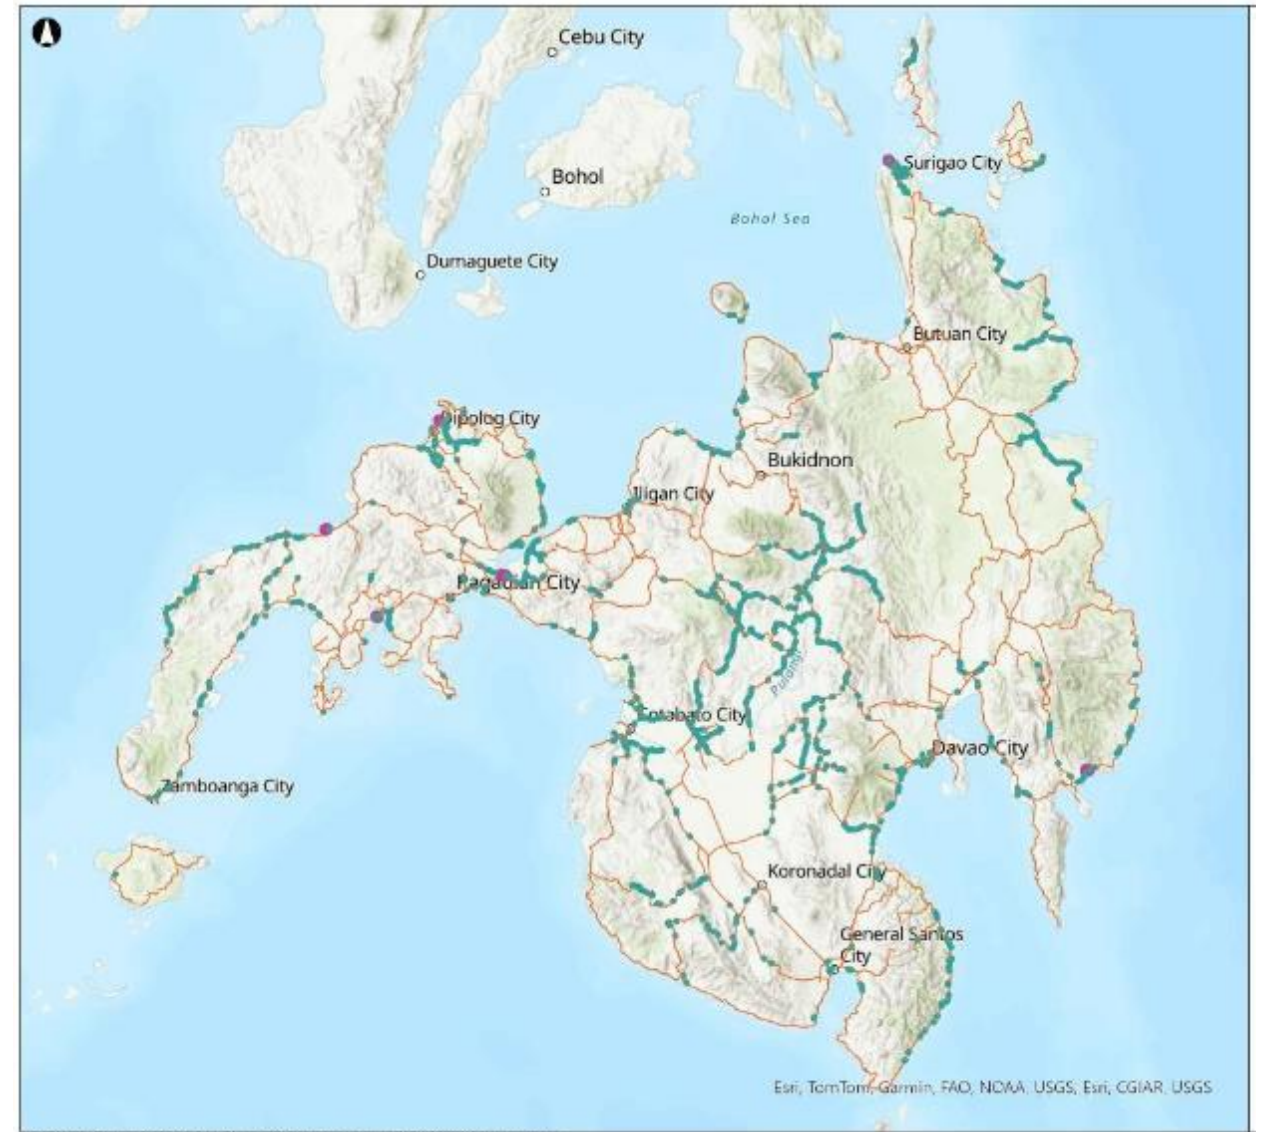 Cebu City
Surigao City
Bohol
Bohol Sea
Dumaguete City
Butuan City
Dipolog City
Bukidnon
Iligan City
Pagadian City
Pulangi
Cotabato City
Davao City
Zamboanga City
Koronadal City
General Santos
City
Esri, TomTom, Garmin, FAO, NOAA, USGS, Esri, CGIAR, USGS